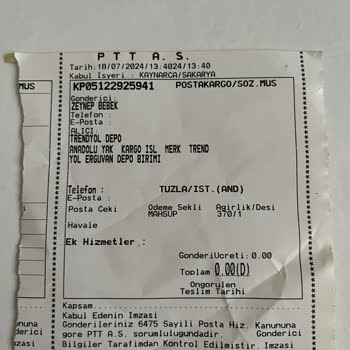 PTT A.S.
Tarih:18/07/2024/13:4024/13:40
Kabul Isyeri : KAYNARCA/SAKARYA
MUS
KP05122925941 POSTAKARGO/SOZ.MUS
Gonderici:
ZEYNEP BEBEK
Telefon :
E-Posta :
ALICI:
TRENDYOL DEPO
ANADOLU YAK KARGO ISL MERK TREND
YOL ERGUVAN DEPO BIRIMI
Telefon : TUZLA/IST.(AND)
E-Posta :
Posta Ceki Odeme Sekli Agirlik/Desi
MAHSUP 370/1
Havale
Ek Hizmetler :
GonderiUcreti: 0.00
Toplam 0.00(D)
Ongorulen
Teslim Tarihi
Kapsam
Kabul Edenin Imzasi
Kanununa Gonderileriniz 6475 Sayili Posta Hiz. Kanununa
derici gore PTT A.S. sorumlulugundadir. Gonderici
Bilgiler Tarafimdan Kontrol Edilmistir. Imzasi